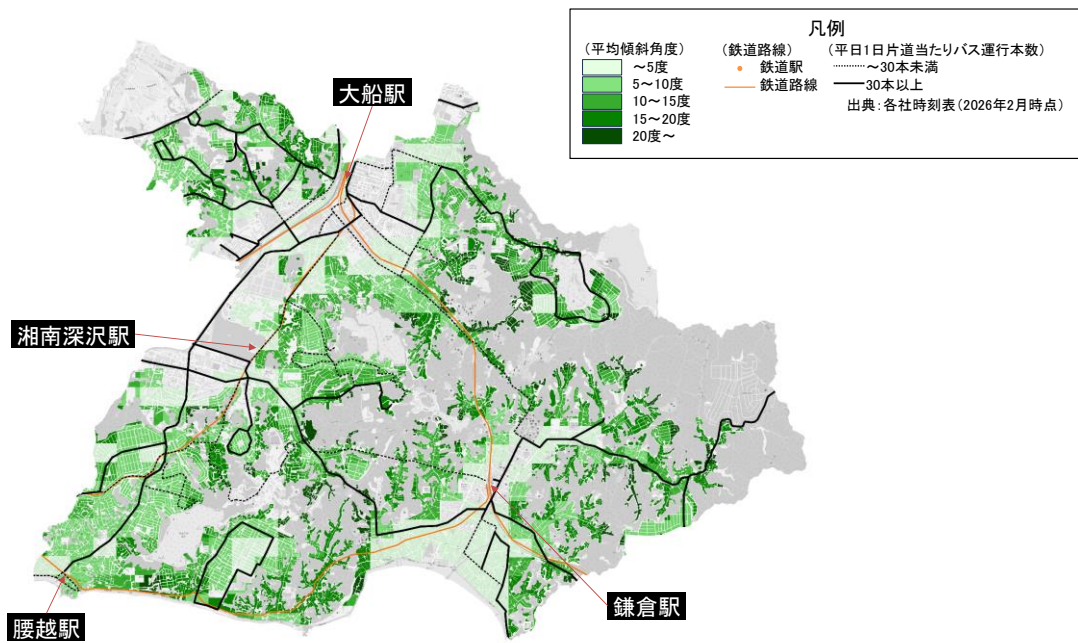 凡例
(平均傾斜角度)
～5度
5～10度
10～15度
15～20度
20度～
(鉄道路線)
鉄道駅
鉄道路線
(平日1日片道当たりバス運行本数)
～30本未満
30本以上
出典:各社時刻表(2026年2月時点)
大船駅
湘南深沢駅
鎌倉駅
腰越駅